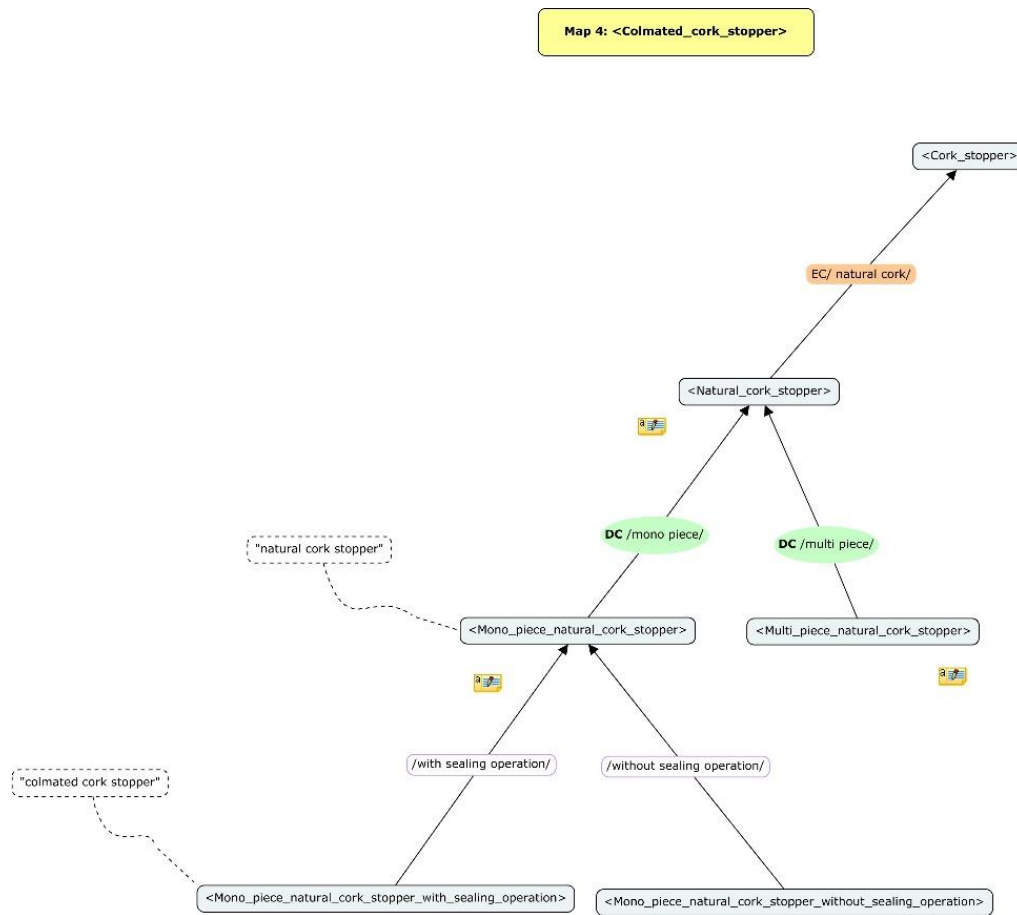 Map 4: <Colmated_cork_stopper>
<Cork_stopper>
EC/ natural cork/
<Natural_cork_stopper>
a
DC /mono piece/
DC /multi piece/
"natural cork stopper"
<Mono_piece_natural_cork_stopper>
<Multi_piece_natural_cork_stopper>
a
a
/with sealing operation/
/without sealing operation/
"colmated cork stopper"
<Mono_piece_natural_cork_stopper_with_sealing_operation>
<Mono_piece_natural_cork_stopper_without_sealing_operation>